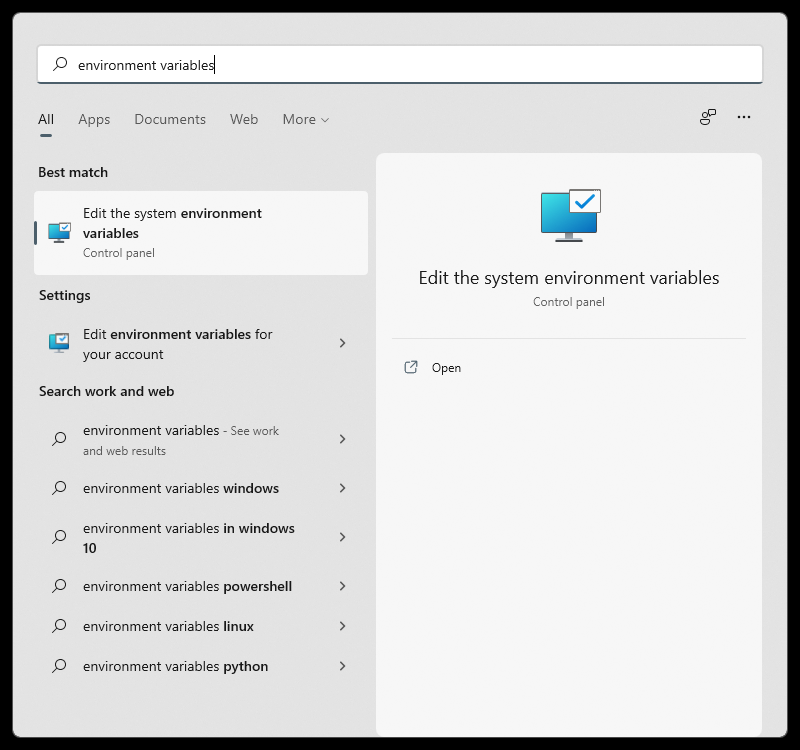 environment variables
All
Apps
Documents
Web
More
Best match
Edit the system environment
variables
Control panel
Settings
Edit environment variables for
your account
Search work and web
environment variables - See work
and web results
environment variables windows
environment variables in windows
10
environment variables powershell
environment variables linux
environment variables python
Edit the system environment variables
Control panel
Open